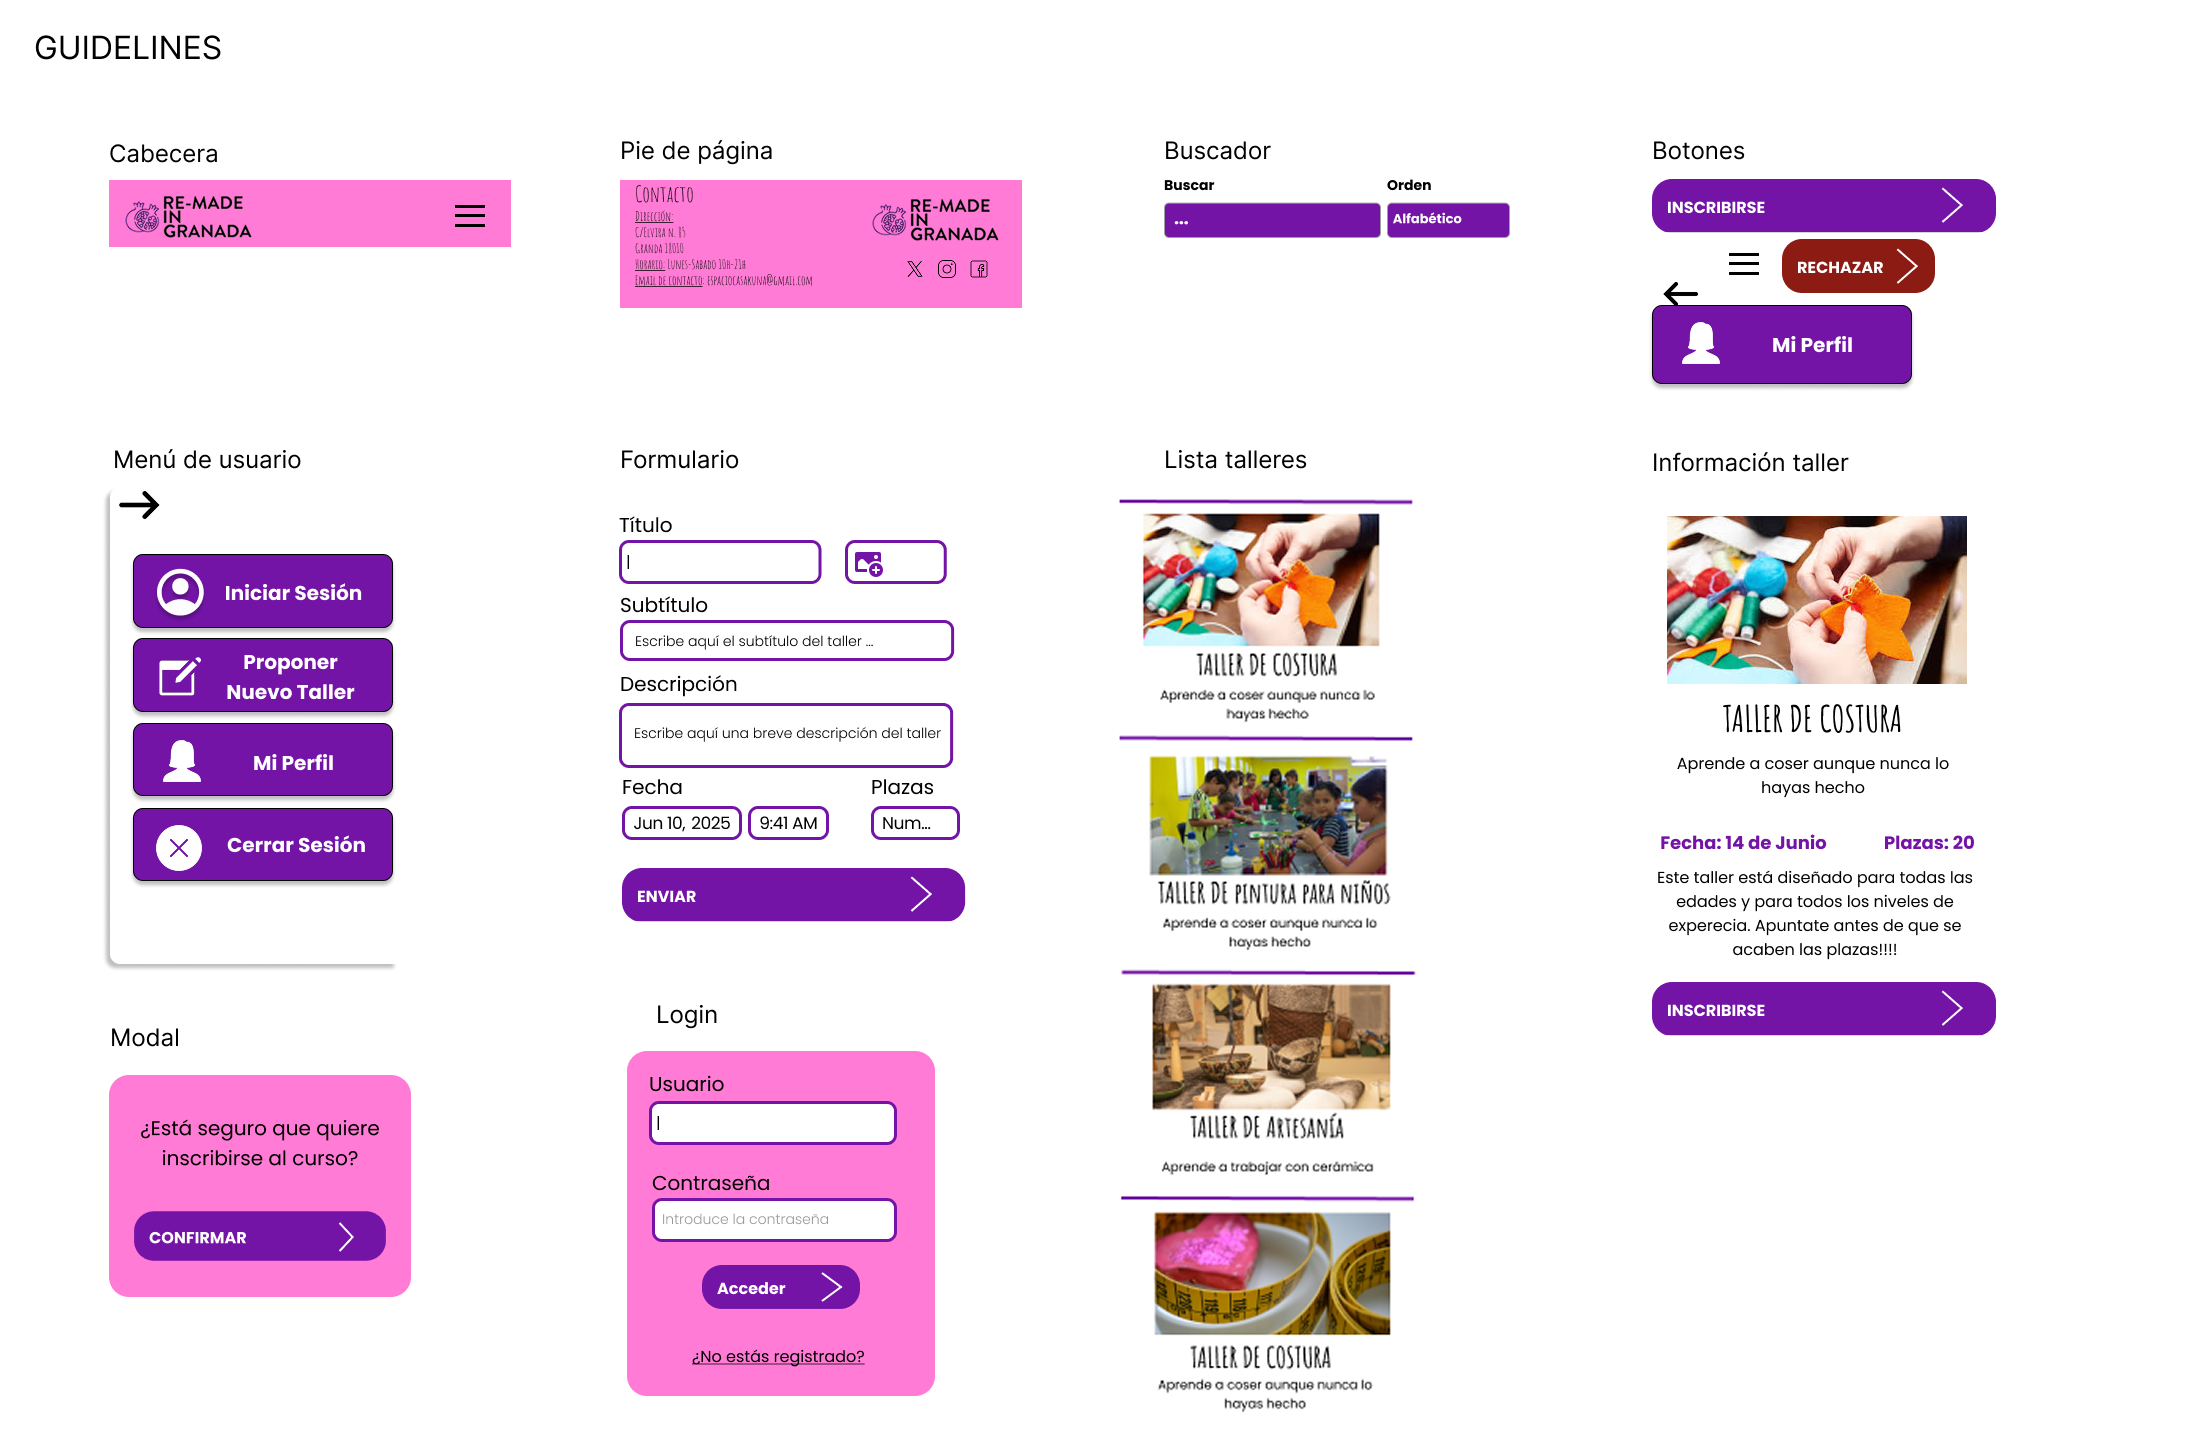 GUIDELINES
Cabecera
RE-MADE
IN
GRANADA
Pie de página
Contacto
Dirección:
C/Elvira n. 85
Granda 18010
Horario: Lunes-Sabado 10h-21h
Email de contacto: espaciocasakuna@gmail.com
RE-MADE
IN
GRANADA
Buscador
Buscar
Orden
...
Alfabético
Botones
INSCRIBIRSE
RECHAZAR
Mi Perfil
Menú de usuario
Iniciar Sesión
Proponer
Nuevo Taller
Mi Perfil
Cerrar Sesión
Formulario
Título
Subtítulo
Escribe aquí el subtítulo del taller ...
Descripción
Escribe aquí una breve descripción del taller
Fecha
Plazas
Jun 10, 2025
9:41 AM
Num...
ENVIAR
Lista talleres
TALLER DE COSTURA
Aprende a coser aunque nunca lo
hayas hecho
TALLER DE PINTURA PARA NIÑOS
Aprende a coser aunque nunca lo
hayas hecho
TALLER DE ARTESANÍA
Aprende a trabajar con cerámica
TALLER DE COSTURA
Aprende a coser aunque nunca lo
hayas hecho
Información taller
TALLER DE COSTURA
Aprende a coser aunque nunca lo
hayas hecho
Fecha: 14 de Junio
Plazas: 20
Este taller está diseñado para todas las
edades y para todos los niveles de
experecia. Apuntate antes de que se
acaben las plazas!!!!
INSCRIBIRSE
Modal
¿Está seguro que quiere
inscribirse al curso?
CONFIRMAR
Login
Usuario
Contraseña
Introduce la contraseña
Acceder
¿No estás registrado?